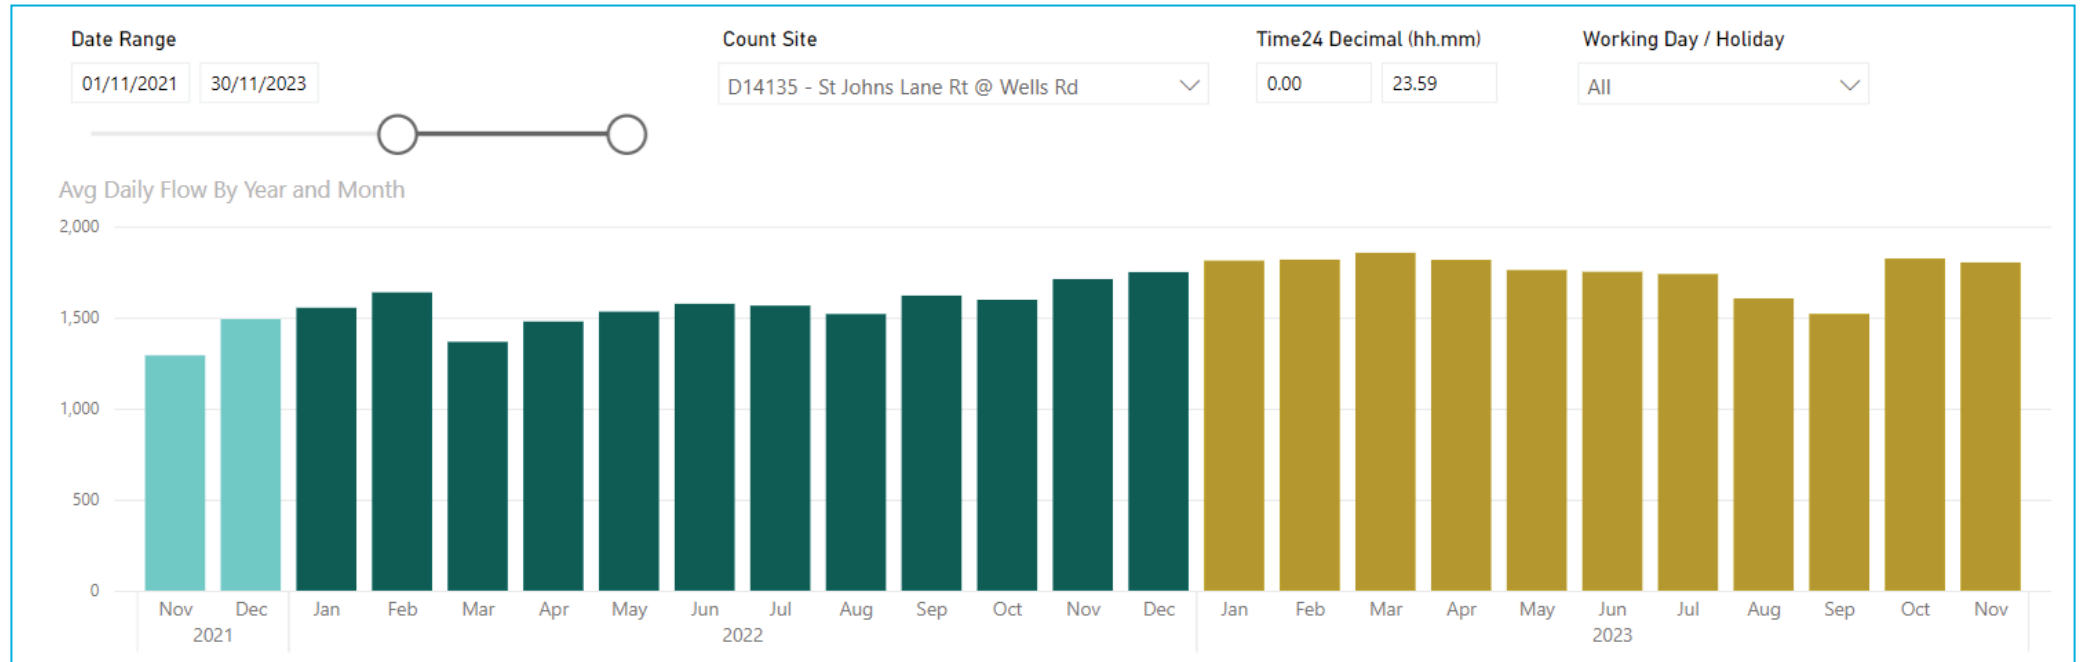 Date Range
Count Site
Time24 Decimal (hh.mm)
Working Day / Holiday
01/11/2021 30/11/2023
D14135 - St Johns Lane Rt @ Wells Rd
0.00 23.59
All
Avg Daily Flow By Year and Month
2,000
1,500
1,000
500
0
Nov Dec Jan Feb Mar Apr May Jun Jul Aug Sep Oct Nov Dec Jan Feb Mar Apr May Jun Jul Aug Sep Oct Nov
2021 2022 2023